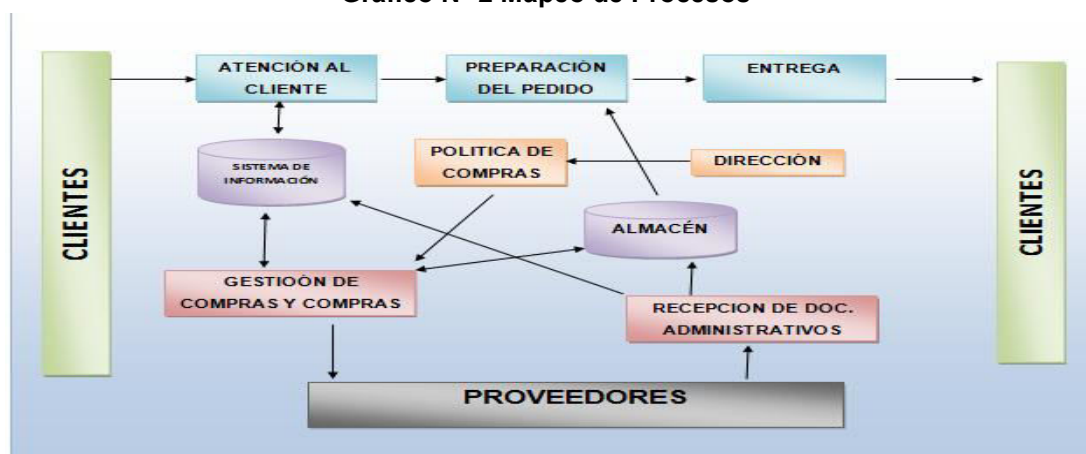 Gráfico N° 2 Mapeo de Procesos
ATENCIÓN AL
CLIENTE
PREPARACIÓN
DEL PEDIDO
ENTREGA
CLIENTES
SISTEMA DE
INFORMACIÓN
POLITICA DE
COMPRAS
DIRECCIÓN
ALMACÉN
CLIENTES
GESTIOÒN DE
COMPRAS Y COMPRAS
RECEPCION DE DOC.
ADMINISTRATIVOS
PROVEEDORES